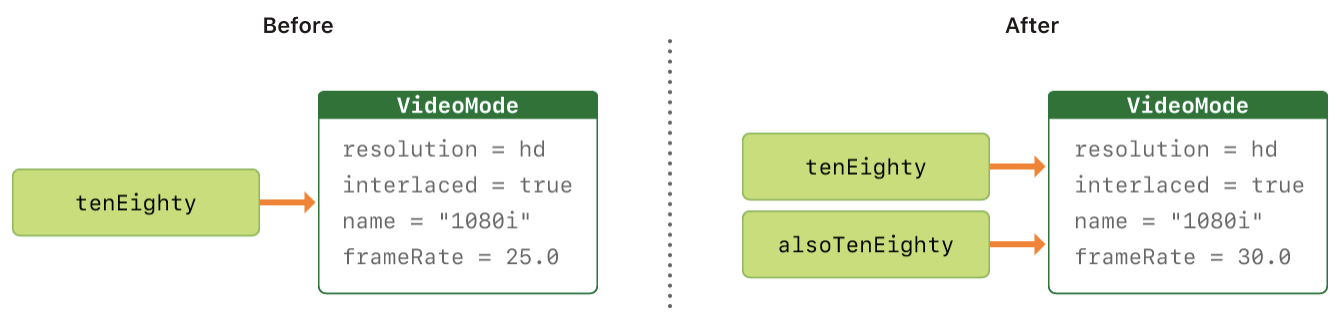 Before
VideoMode
resolution = hd
interlaced = true
name = "1080i"
frameRate = 25.0
tenEighty
After
VideoMode
resolution = hd
interlaced = true
name = "1080i"
frameRate = 30.0
tenEighty
alsoTenEighty